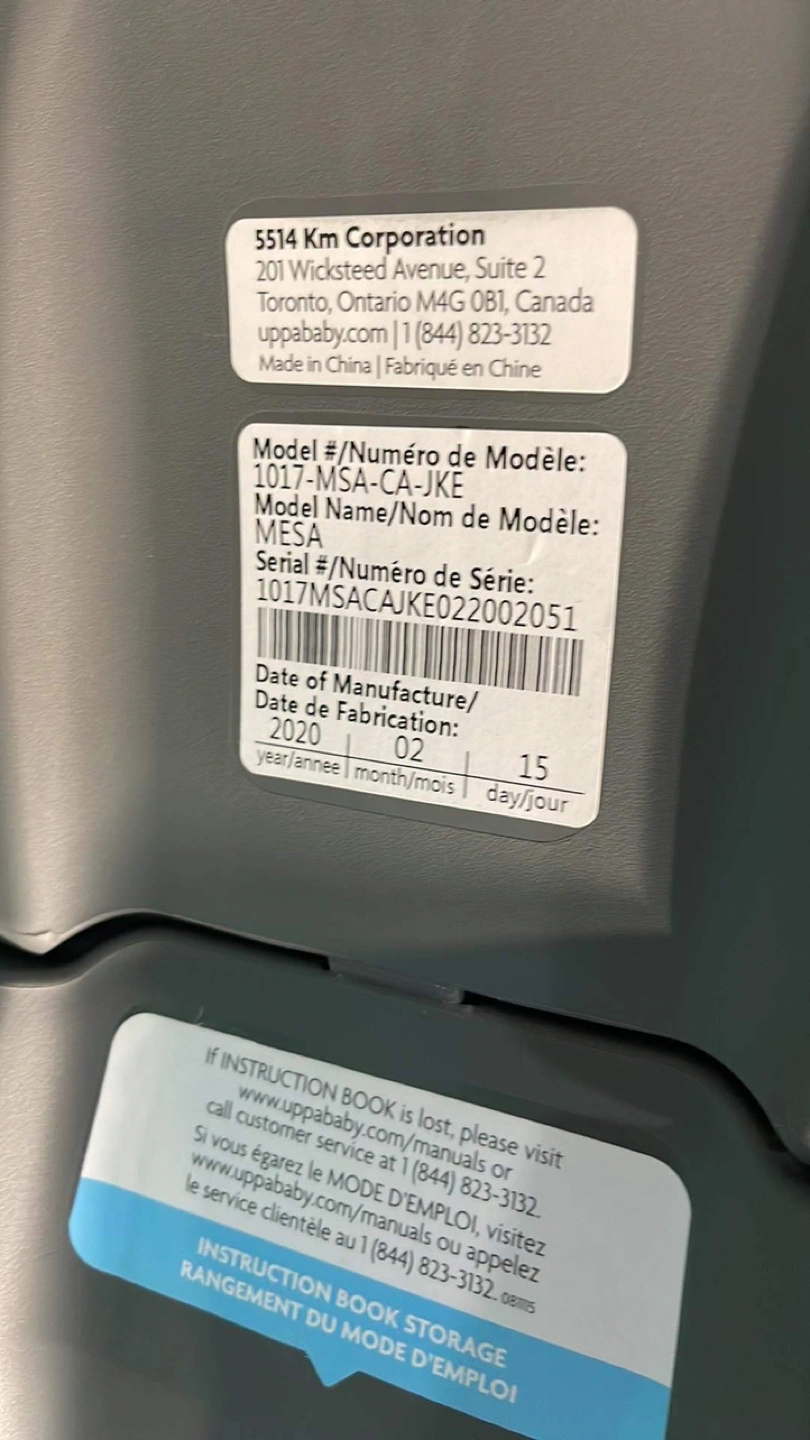 5514 Km Corporation
201 Wicksteed Avenue, Suite 2
Toronto, Ontario M4G 0B1, Canada
uppababy.com | 1 (844) 823-3132
Made in China | Fabriqué en Chine
Model #/Numéro de Modèle:
1017-MSA-CA-JKE
Model Name/Nom de Modèle:
MESA
Serial #/Numéro de Série:
1017MSACAJKE022002051
Date of Manufacture/
Date de Fabrication:
2020 | 02 | 15
year/annee | month/mois | day/jour
If INSTRUCTION BOOK is lost, please visit
www.uppababy.com/manuals or
call customer service at 1 (844) 823-3132.
Si vous égarez le MODE D'EMPLOI, visitez
www.uppababy.com/manuals ou appelez
le service clientèle au 1 (844) 823-3132. 081115
INSTRUCTION BOOK STORAGE
RANGEMENT DU MODE D'EMPLOI